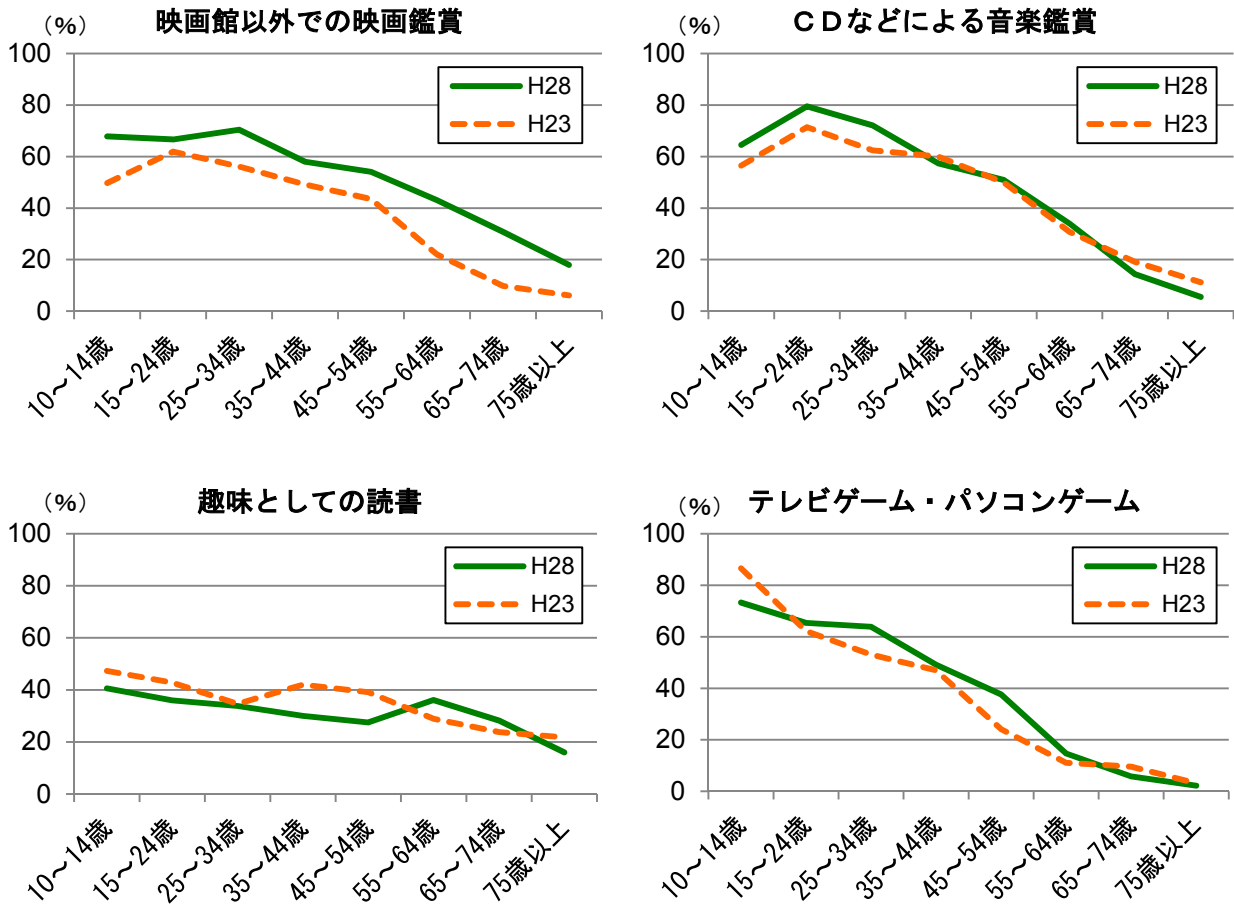 映画館以外での映画鑑賞
（%）
100
80
60
40
20
0
H28
H23
10～14歳
15～24歳
25～34歳
35～44歳
45～54歳
55～64歳
65～74歳
75歳以上
ＣＤなどによる音楽鑑賞
（%）
100
80
60
40
20
0
H28
H23
10～14歳
15～24歳
25～34歳
35～44歳
45～54歳
55～64歳
65～74歳
75歳以上
趣味としての読書
（%）
100
80
60
40
20
0
H28
H23
10～14歳
15～24歳
25～34歳
35～44歳
45～54歳
55～64歳
65～74歳
75歳以上
テレビゲーム・パソコンゲーム
（%）
100
80
60
40
20
0
H28
H23
10～14歳
15～24歳
25～34歳
35～44歳
45～54歳
55～64歳
65～74歳
75歳以上